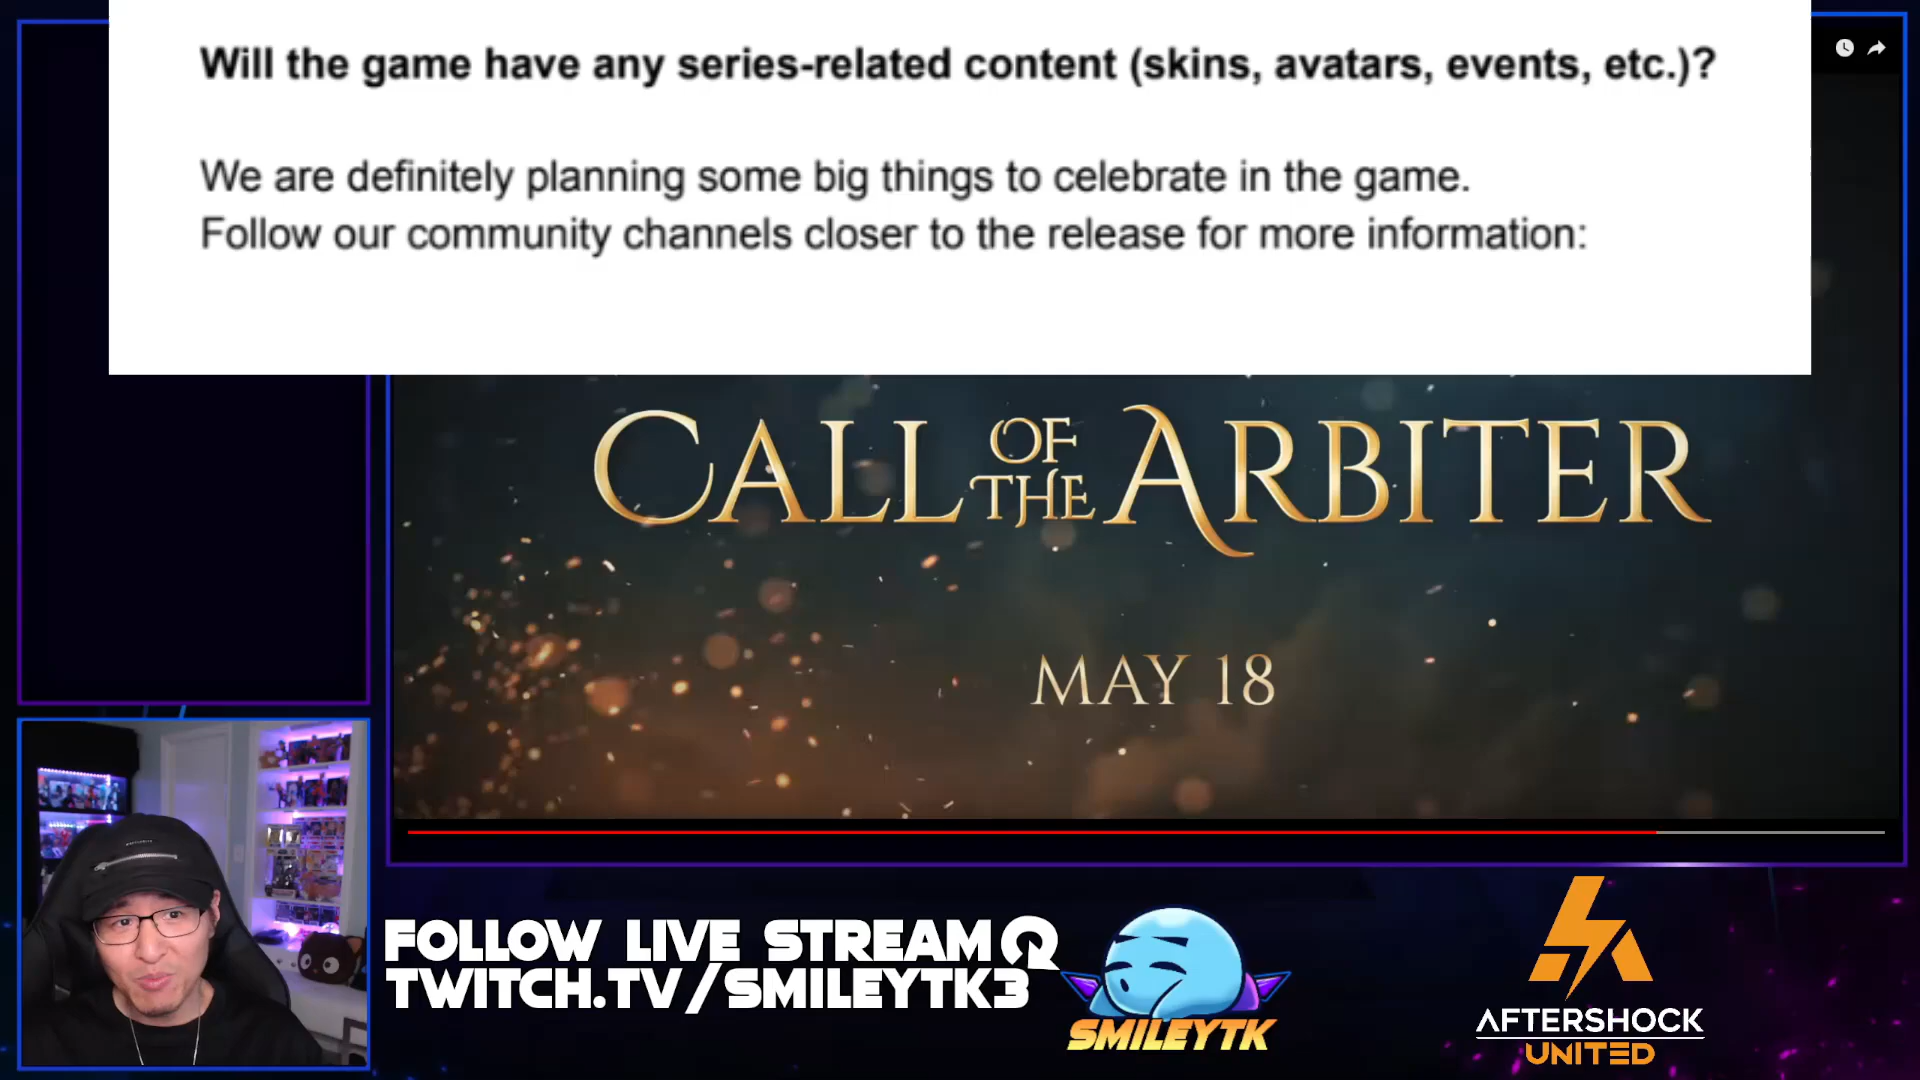 Will the game have any series-related content (skins, avatars, events, etc.)?
We are definitely planning some big things to celebrate in the game.
Follow our community channels closer to the release for more information:
CALL OF THE ARBITER
MAY 18
FOLLOW LIVE STREAM
TWITCH.TV/SMILEYTK3
SMILEYTK
AFTERSHOCK
UNITED